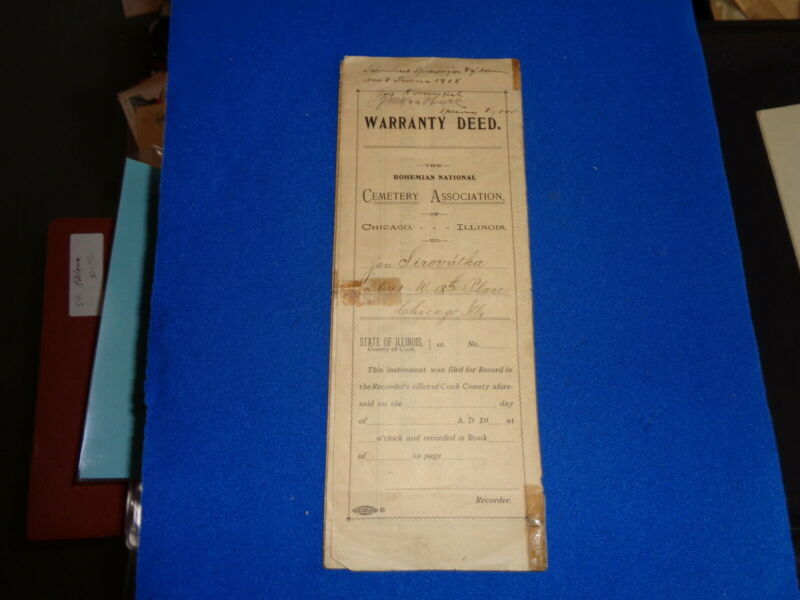 1918
WARRANTY DEED.
THE
BOHEMIAN NATIONAL
CEMETERY ASSOCIATION,
OF
CHICAGO, - - - ILLINOIS,
TO
Jan Sirovátka
W. 18th Place
Chicago Ills
STATE OF ILLINOIS, } ss. No.
County of Cook,
This instrument was filed for Record in
the Recorder's office of Cook County afore-
said on the day
of A. D. 19 at
o'clock and recorded in Book
of on page
Recorder.